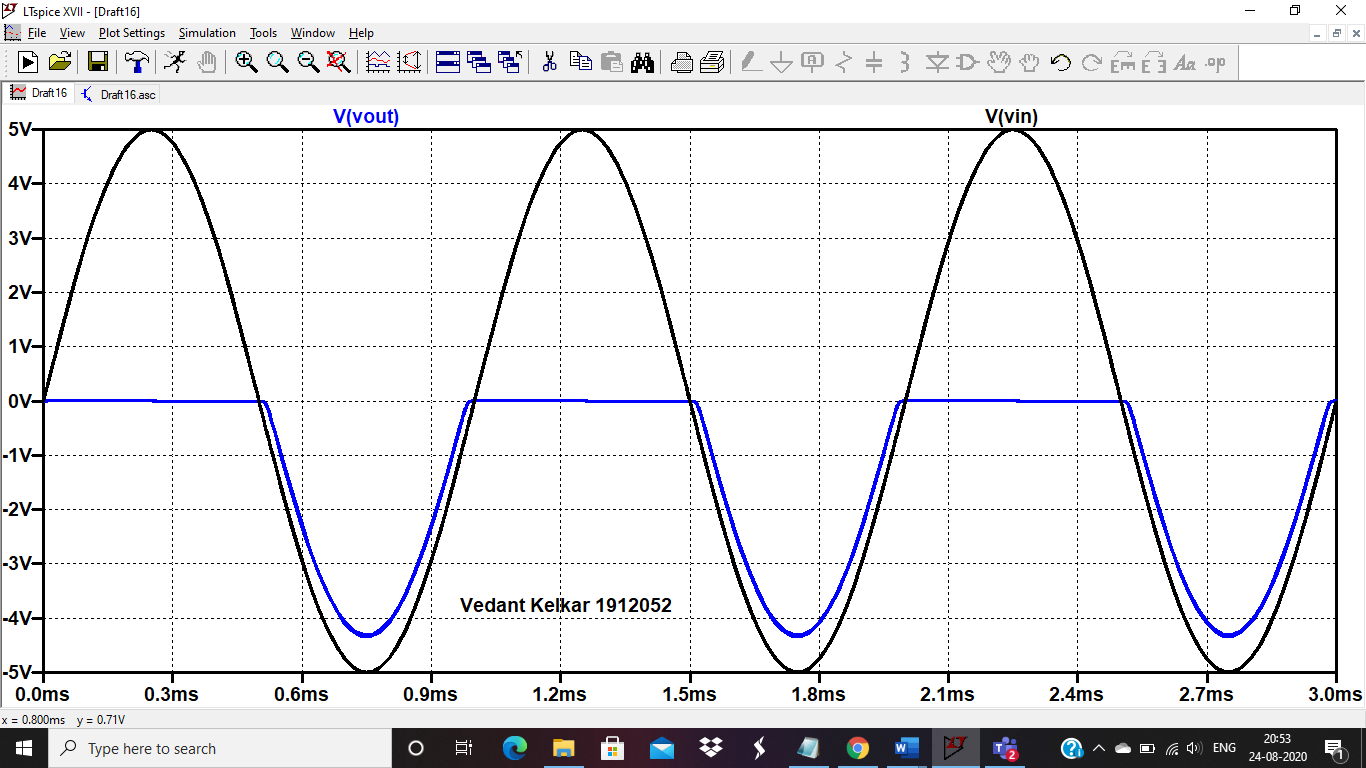 LTspice XVII - [Draft16]
File View Plot Settings Simulation Tools Window Help
Draft16 Draft16.asc
V(vout) V(vin)
5V
4V
3V
2V
1V
0V
-1V
-2V
-3V
-4V
-5V
Vedant Kelkar 1912052
0.0ms 0.3ms 0.6ms 0.9ms 1.2ms 1.5ms 1.8ms 2.1ms 2.4ms 2.7ms 3.0ms
x = 0.800ms y = 0.71V
Type here to search
2
ENG
20:53
24-08-2020
1